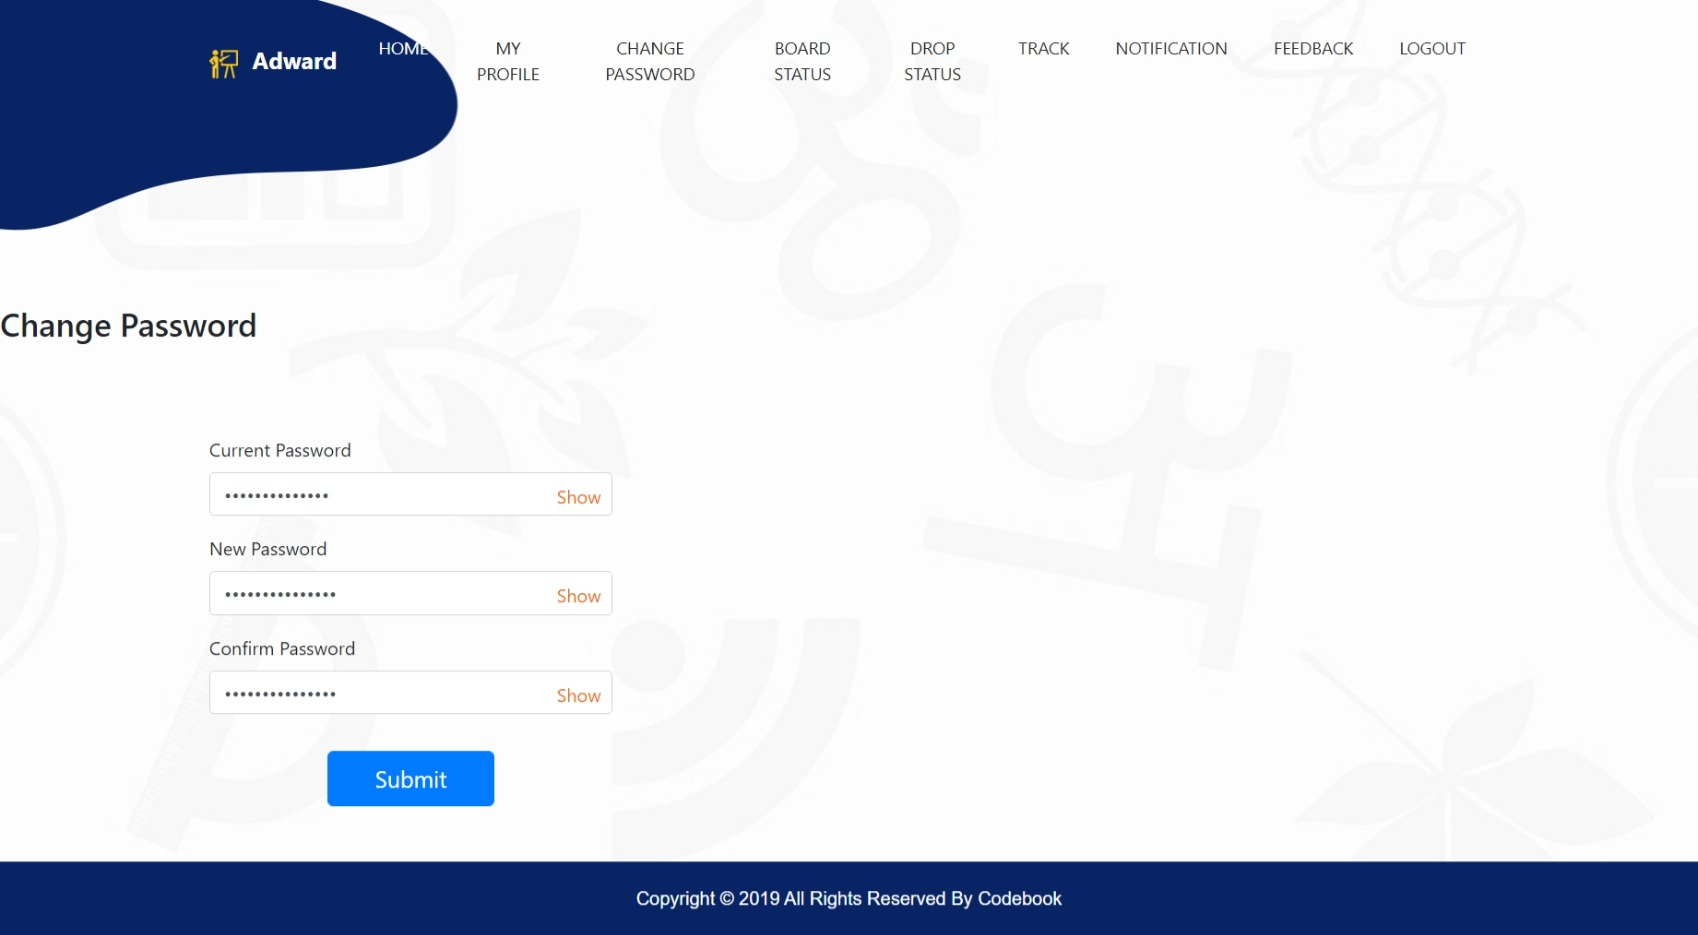 Adward
HOME
MY PROFILE
CHANGE PASSWORD
BOARD STATUS
DROP STATUS
TRACK
NOTIFICATION
FEEDBACK
LOGOUT
Change Password
Current Password
•••••••••••••• Show
New Password
••••••••••••••• Show
Confirm Password
••••••••••••••• Show
Submit
Copyright © 2019 All Rights Reserved By Codebook